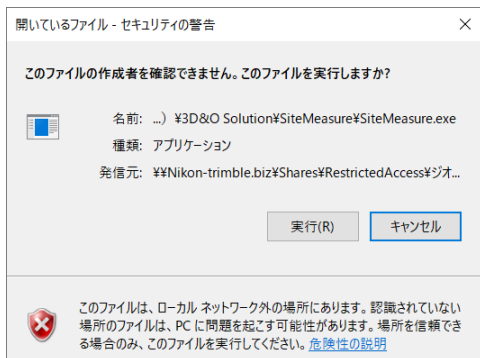 開いているファイル - セキュリティの警告
このファイルの作成者を確認できません。このファイルを実行しますか?
名前: ...) ¥3D&O Solution¥SiteMeasure¥SiteMeasure.exe
種類: アプリケーション
発信元: ¥¥Nikon-trimble.biz¥Shares¥RestrictedAccess¥ジオ...
実行(R) キャンセル
このファイルは、ローカル ネットワーク外の場所にあります。認識されていない
場所のファイルは、PC に問題を起こす可能性があります。場所を信頼でき
る場合のみ、このファイルを実行してください。危険性の説明